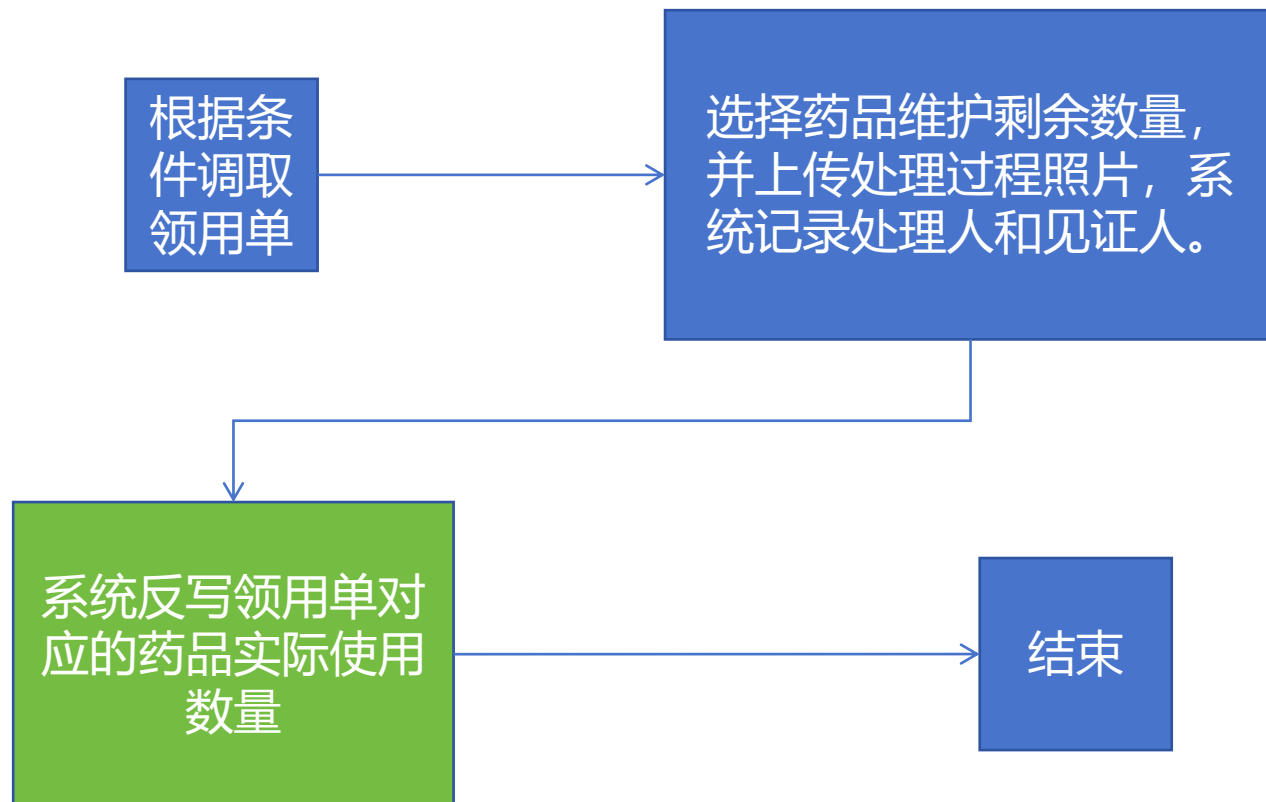 根据条
件调取
领用单
选择药品维护剩余数量，
并上传处理过程照片，系
统记录处理人和见证人。
系统反写领用单对
应的药品实际使用
数量
结束